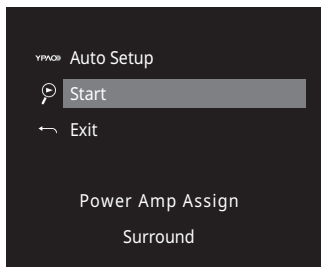 YPAO Auto Setup
Start
Exit
Power Amp Assign
Surround